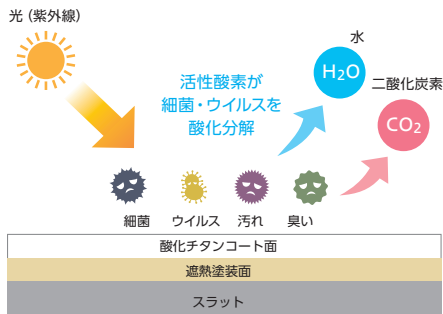 光（紫外線）
活性酸素が
細菌・ウイルスを
酸化分解
水
H₂O
二酸化炭素
CO₂
細菌 ウイルス 汚れ 臭い
酸化チタンコート面
遮熱塗装面
スラット